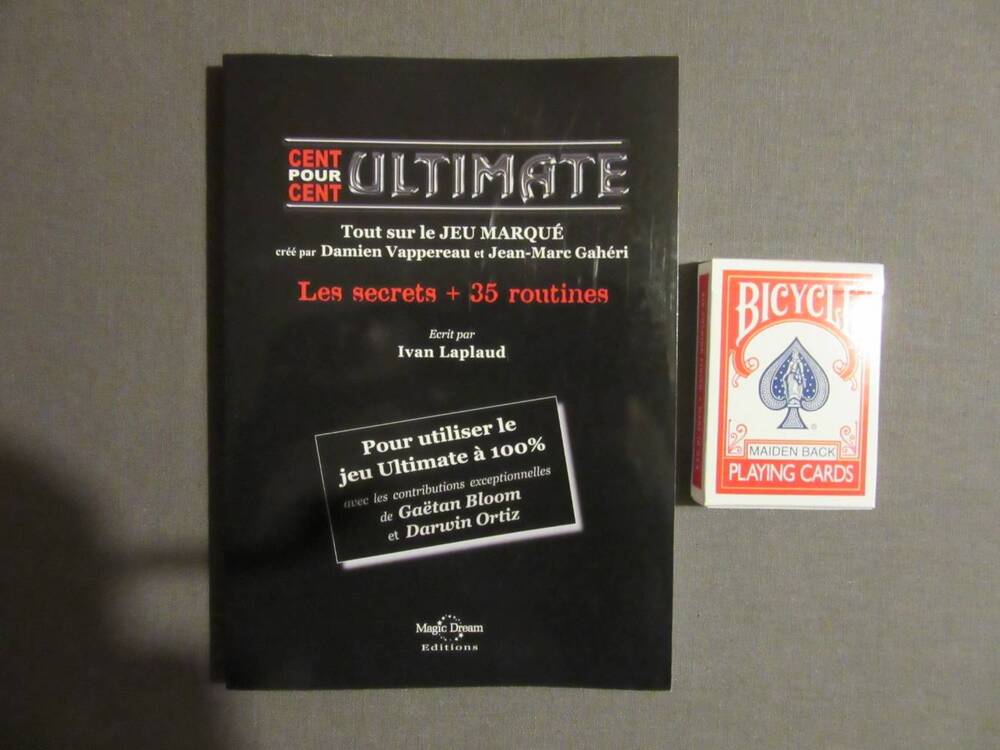 CENT
POUR
CENT
ULTIMATE
Tout sur le JEU MARQUÉ
créé par Damien Vappereau et Jean-Marc Gahéri
Les secrets + 35 routines
Ecrit par
Ivan Laplaud
Pour utiliser le
jeu Ultimate à 100%
avec les contributions exceptionnelles
de Gaëtan Bloom
et Darwin Ortiz
Magic Dream
Editions
BICYCLE
®
MAIDEN BACK
PLAYING CARDS